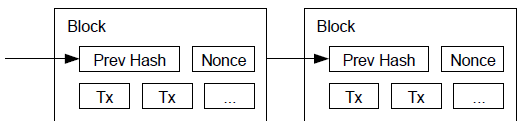 Block
Prev Hash Nonce
Tx Tx ...
Block
Prev Hash Nonce
Tx Tx ...